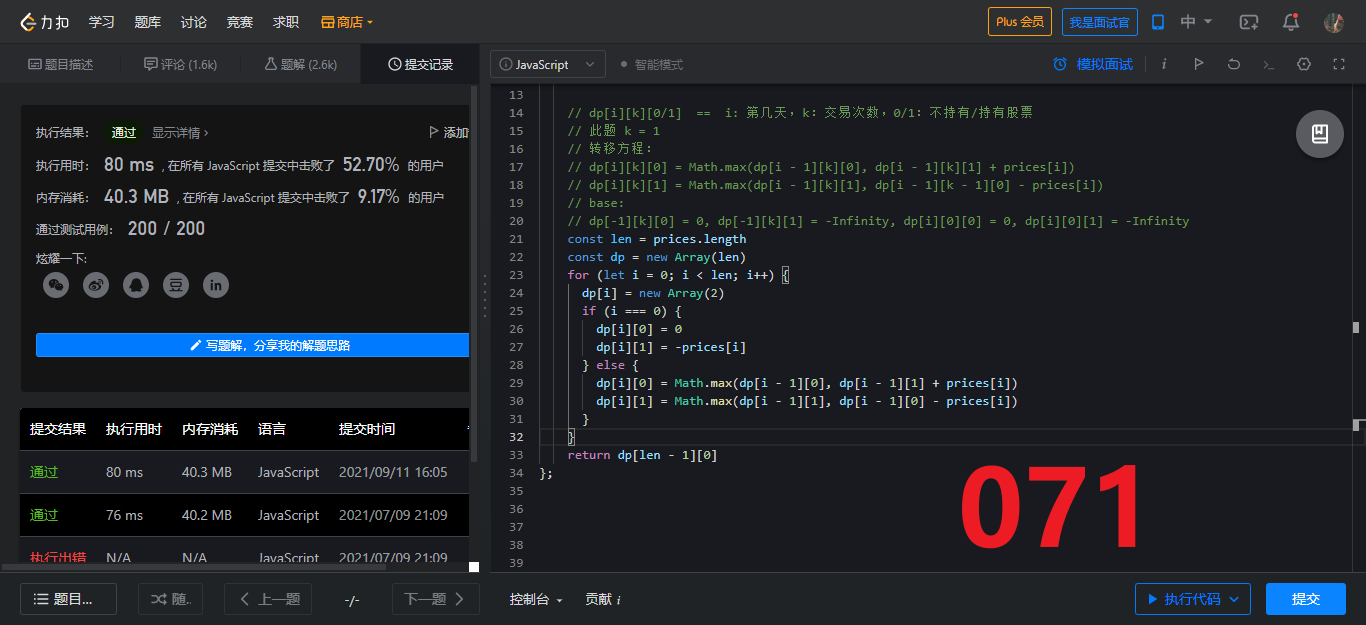 力扣 学习 题库 讨论 竞赛 求职 商店 Plus 会员 我是面试官 中
题目描述 评论 (1.6k) 题解 (2.6k) 提交记录
JavaScript 智能模式 模拟面试 i
执行结果： 通过 显示详情 > 添加
执行用时： 80 ms , 在所有 JavaScript 提交中击败了 52.70% 的用户
内存消耗： 40.3 MB , 在所有 JavaScript 提交中击败了 9.17% 的用户
通过测试用例： 200 / 200
炫耀一下:
豆 in
写题解，分享我的解题思路
提交结果 执行用时 内存消耗 语言 提交时间
通过 80 ms 40.3 MB JavaScript 2021/09/11 16:05
通过 76 ms 40.2 MB JavaScript 2021/07/09 21:09
执行出错 N/A N/A JavaScript 2021/07/09 21:09
13
14 // dp[i][k][0/1] == i: 第几天，k: 交易次数，0/1: 不持有/持有股票
15 // 此题 k = 1
16 // 转移方程：
17 // dp[i][k][0] = Math.max(dp[i - 1][k][0], dp[i - 1][k][1] + prices[i])
18 // dp[i][k][1] = Math.max(dp[i - 1][k][1], dp[i - 1][k - 1][0] - prices[i])
19 // base:
20 // dp[-1][k][0] = 0, dp[-1][k][1] = -Infinity, dp[i][0][0] = 0, dp[i][0][1] = -Infinity
21 const len = prices.length
22 const dp = new Array(len)
23 for (let i = 0; i < len; i++) {
24 dp[i] = new Array(2)
25 if (i === 0) {
26 dp[i][0] = 0
27 dp[i][1] = -prices[i]
28 } else {
29 dp[i][0] = Math.max(dp[i - 1][0], dp[i - 1][1] + prices[i])
30 dp[i][1] = Math.max(dp[i - 1][1], dp[i - 1][0] - prices[i])
31 }
32 }
33 return dp[len - 1][0]
34 };
35
36
37
38
39
071
题目... 随.. 上一题 -/- 下一题 控制台 贡献 i 执行代码 提交